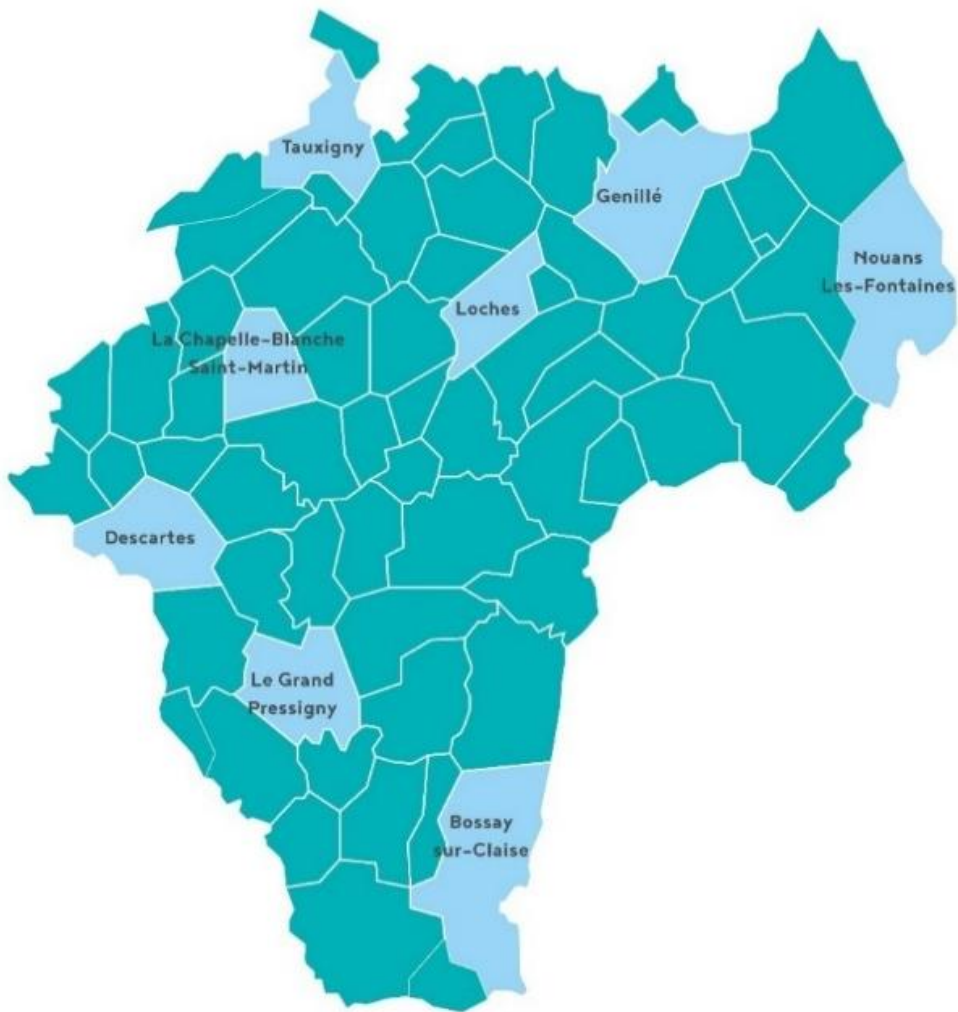 Tauxigny
Genillé
Nouans
Les-Fontaines
Loches
La Chapelle-Blanche
Saint-Martin
Descartes
Le Grand
Pressigny
Bossay
sur-Claise